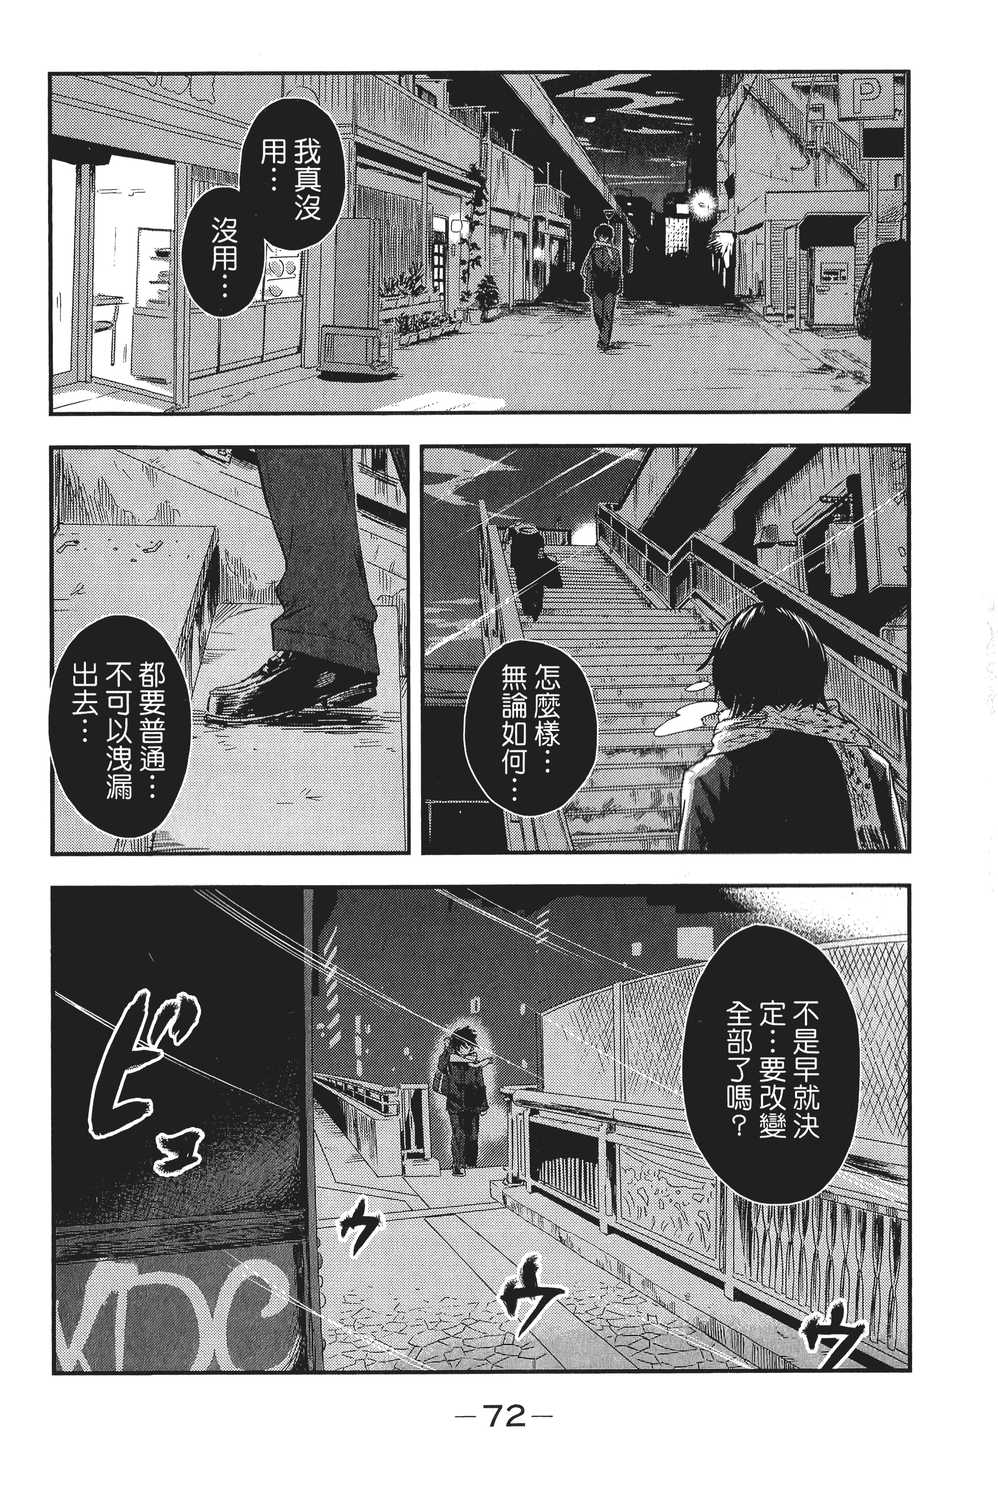 P
我真沒
用…
沒用…
怎麼樣…
無論如何…
都要普通…
不可以洩漏
出去…
不是早就決
定…要改變
全部了嗎？
ビュ
ウ
ウ
ウ
KDC
—72—